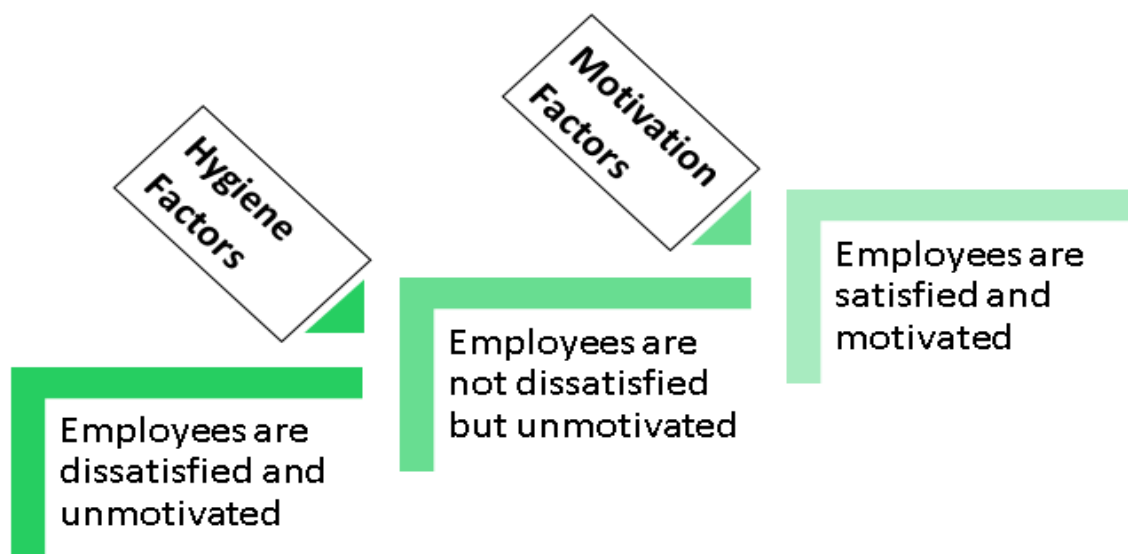 Hygiene
Factors
Motivation
Factors
Employees are
dissatisfied and
unmotivated
Employees are
not dissatisfied
but unmotivated
Employees are
satisfied and
motivated